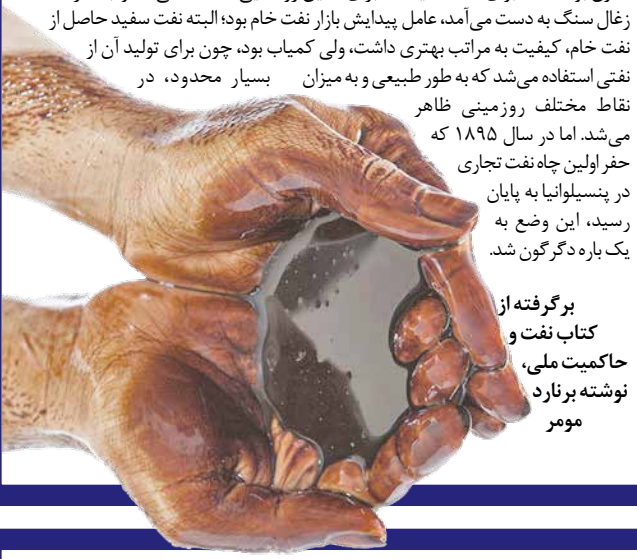 زغال سنگ به دست می‌آمد، عامل پیدایش بازار نفت خام بود؛ البته نفت سفید حاصل از
نفت خام، کیفیت به مراتب بهتری داشت، ولی کمیاب بود، چون برای تولید آن از
نفتی استفاده می‌شد که به طور طبیعی و به میزان بسیار محدود، در
نقاط مختلف روزمینی ظاهر
می‌شد. اما در سال ۱۸۹۵ که
حفر اولین چاه نفت تجاری
در پنسیلوانیا به پایان
رسید، این وضع به
یک باره دگرگون شد.
برگرفته از
کتاب نفت و
حاکمیت ملی،
نوشته برنارد
مومر